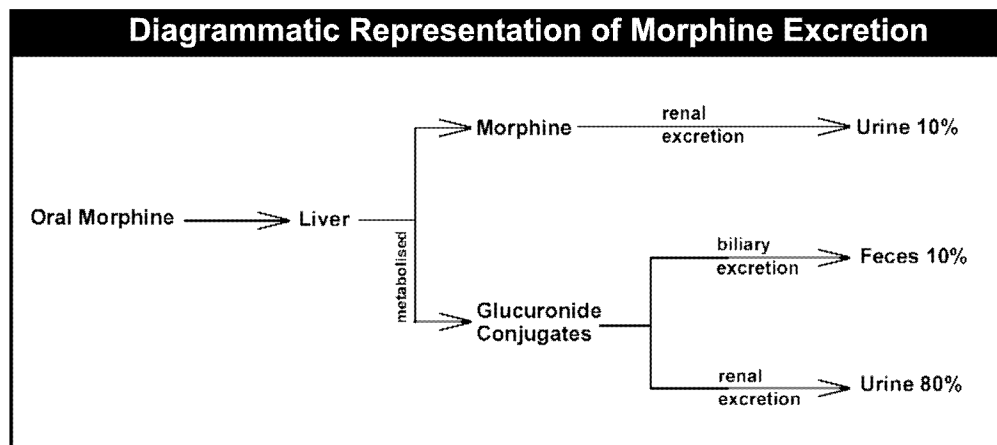 Diagrammatic Representation of Morphine Excretion
Morphine
renal
excretion
Urine 10%
Oral Morphine
Liver
metabolised
biliary
excretion
Feces 10%
Glucuronide
Conjugates
renal
excretion
Urine 80%